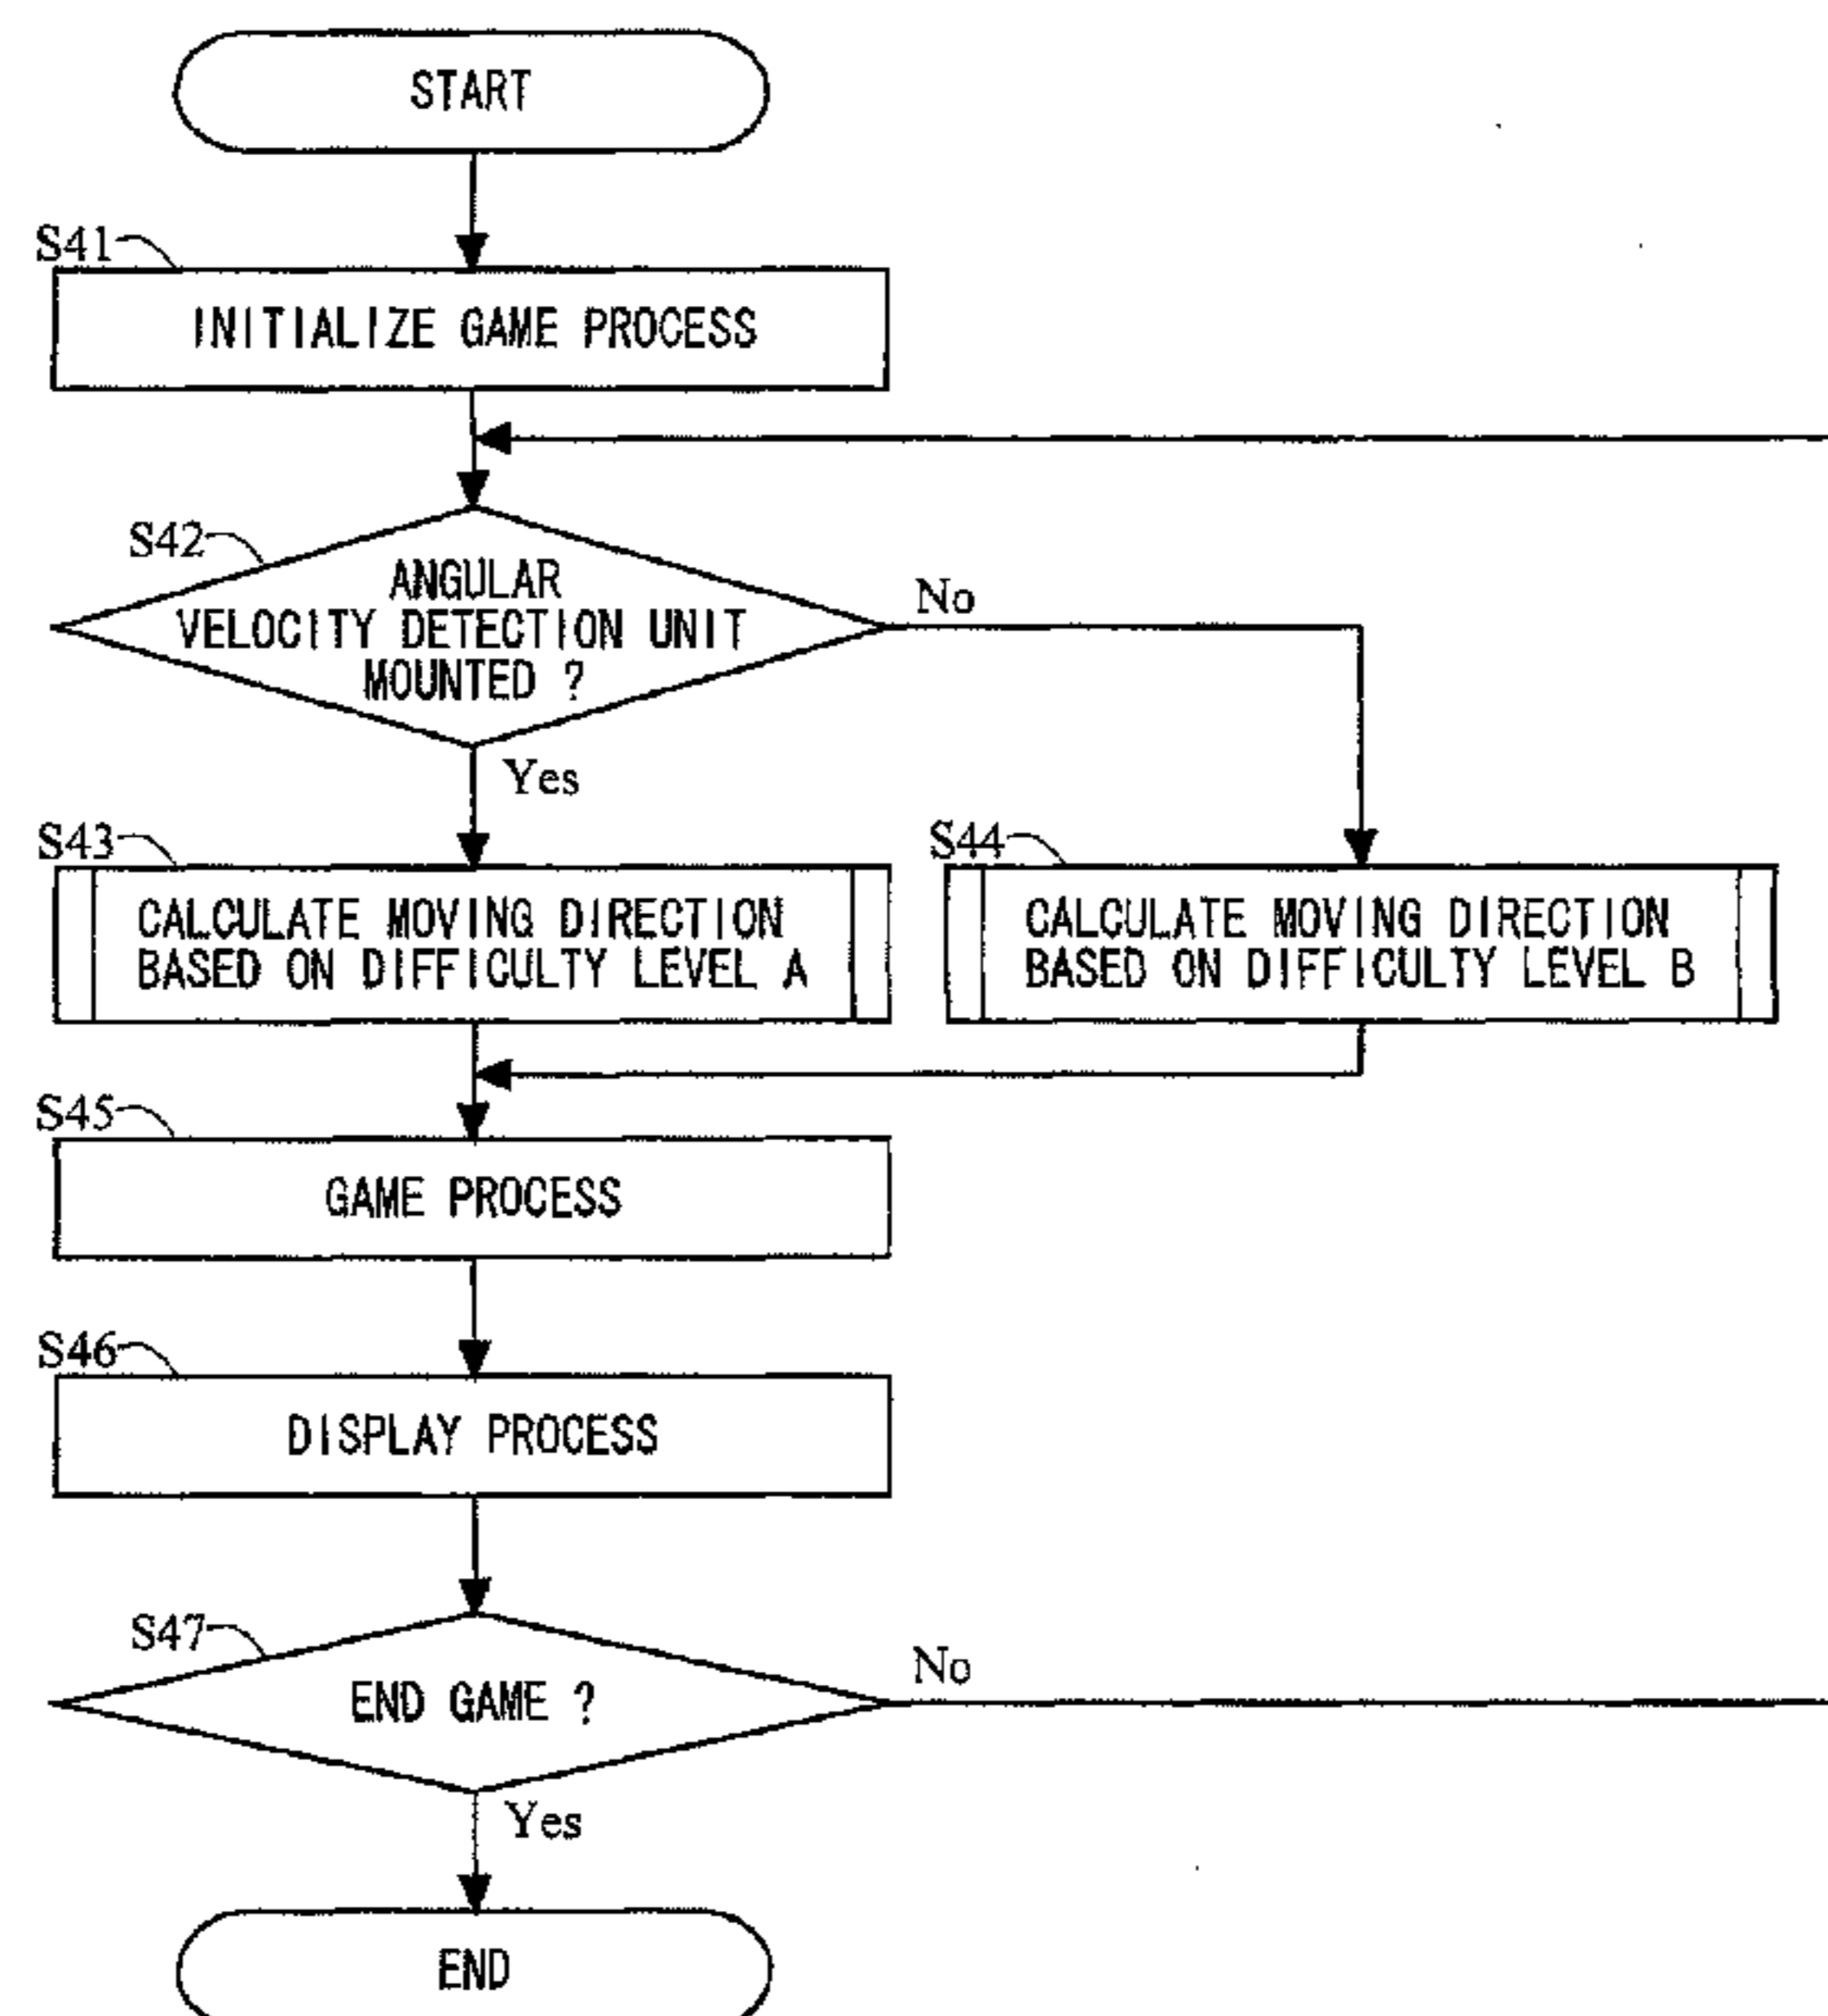 START
S41
INITIALIZE GAME PROCESS
S42
ANGULAR
VELOCITY DETECTION UNIT
MOUNTED ?
No
Yes
S43
CALCULATE MOVING DIRECTION
BASED ON DIFFICULTY LEVEL A
S44
CALCULATE MOVING DIRECTION
BASED ON DIFFICULTY LEVEL B
S45
GAME PROCESS
S46
DISPLAY PROCESS
S47
END GAME ?
No
Yes
END